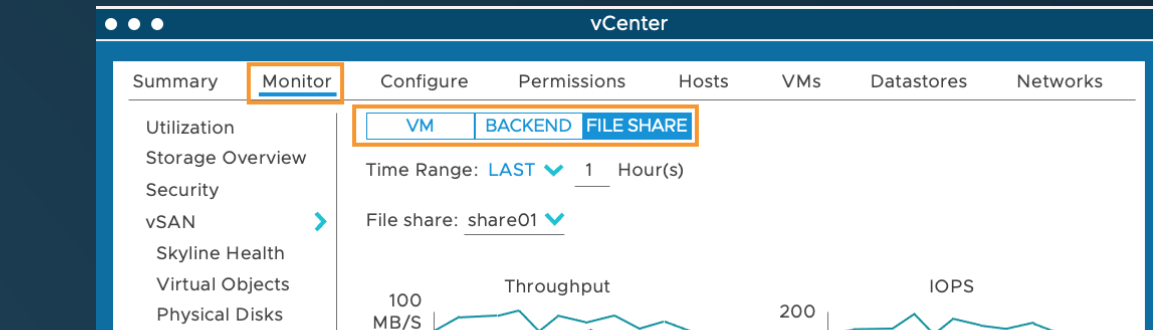 vCenter
Summary Monitor Configure Permissions Hosts VMs Datastores Networks
Utilization
Storage Overview
Security
vSAN
Skyline Health
Virtual Objects
Physical Disks
VM BACKEND FILE SHARE
Time Range: LAST 1 Hour(s)
File share: share01
Throughput
100
MB/S
IOPS
200